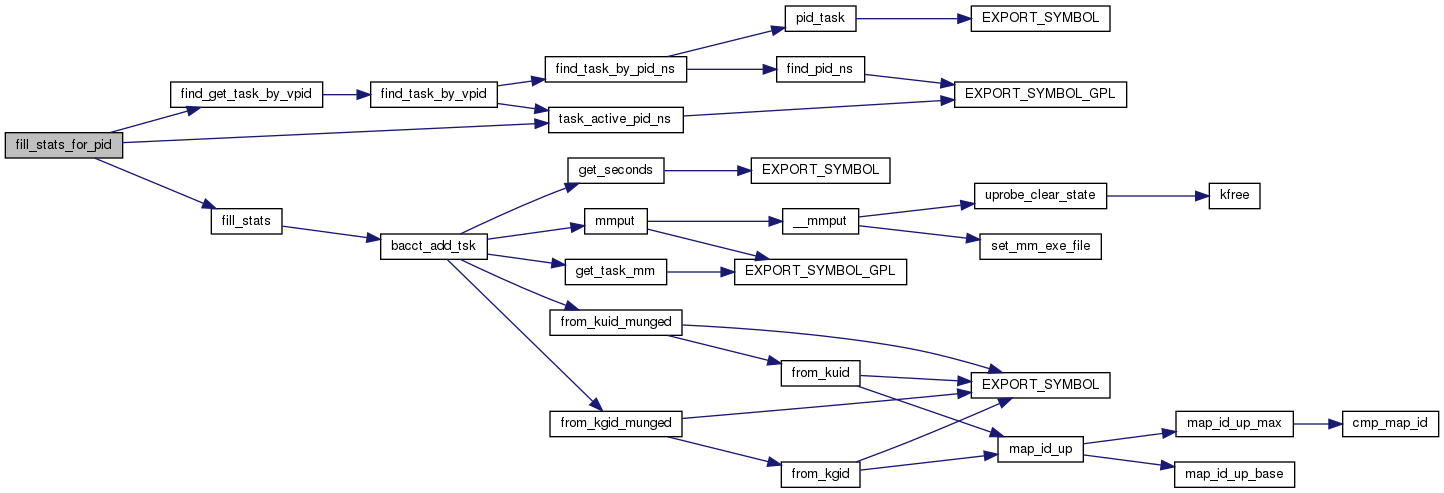 pid_task
EXPORT_SYMBOL
find_task_by_pid_ns
find_pid_ns
find_get_task_by_vpid
find_task_by_vpid
EXPORT_SYMBOL_GPL
task_active_pid_ns
fill_stats_for_pid
get_seconds
EXPORT_SYMBOL
uprobe_clear_state
kfree
fill_stats
mmput
__mmput
bacct_add_tsk
set_mm_exe_file
get_task_mm
EXPORT_SYMBOL_GPL
from_kuid_munged
from_kuid
EXPORT_SYMBOL
from_kgid_munged
map_id_up_max
cmp_map_id
map_id_up
from_kgid
map_id_up_base